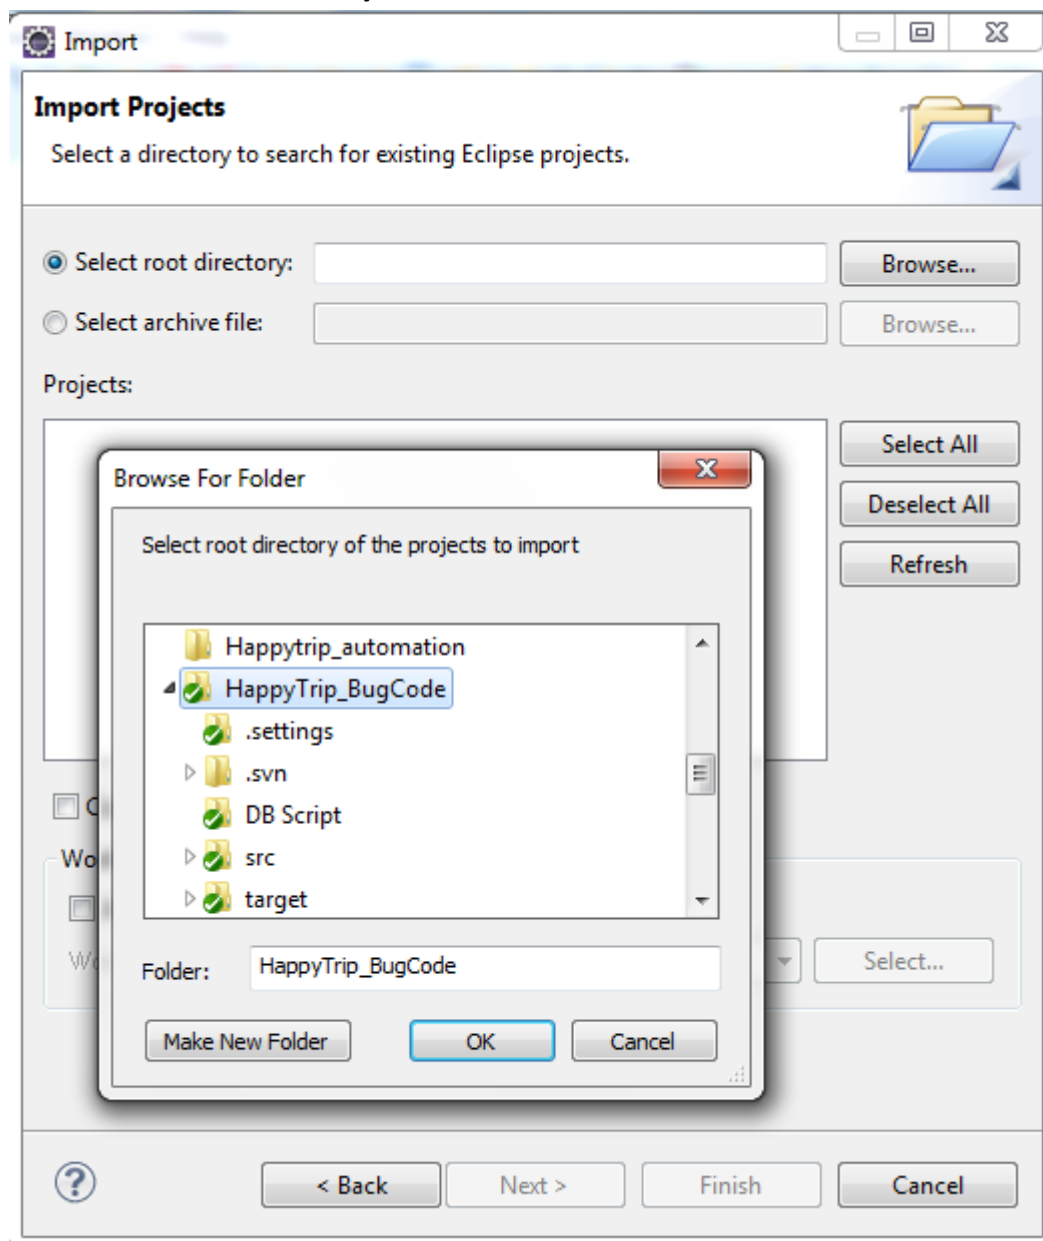 Import
Import Projects
Select a directory to search for existing Eclipse projects.
Select root directory:
Browse...
Select archive file:
Browse...
Projects:
Select All
Deselect All
Refresh
Browse For Folder
Select root directory of the projects to import
Happytrip_automation
HappyTrip_BugCode
.settings
.svn
DB Script
src
target
Folder: HappyTrip_BugCode
Make New Folder OK Cancel
Select...
< Back Next > Finish Cancel